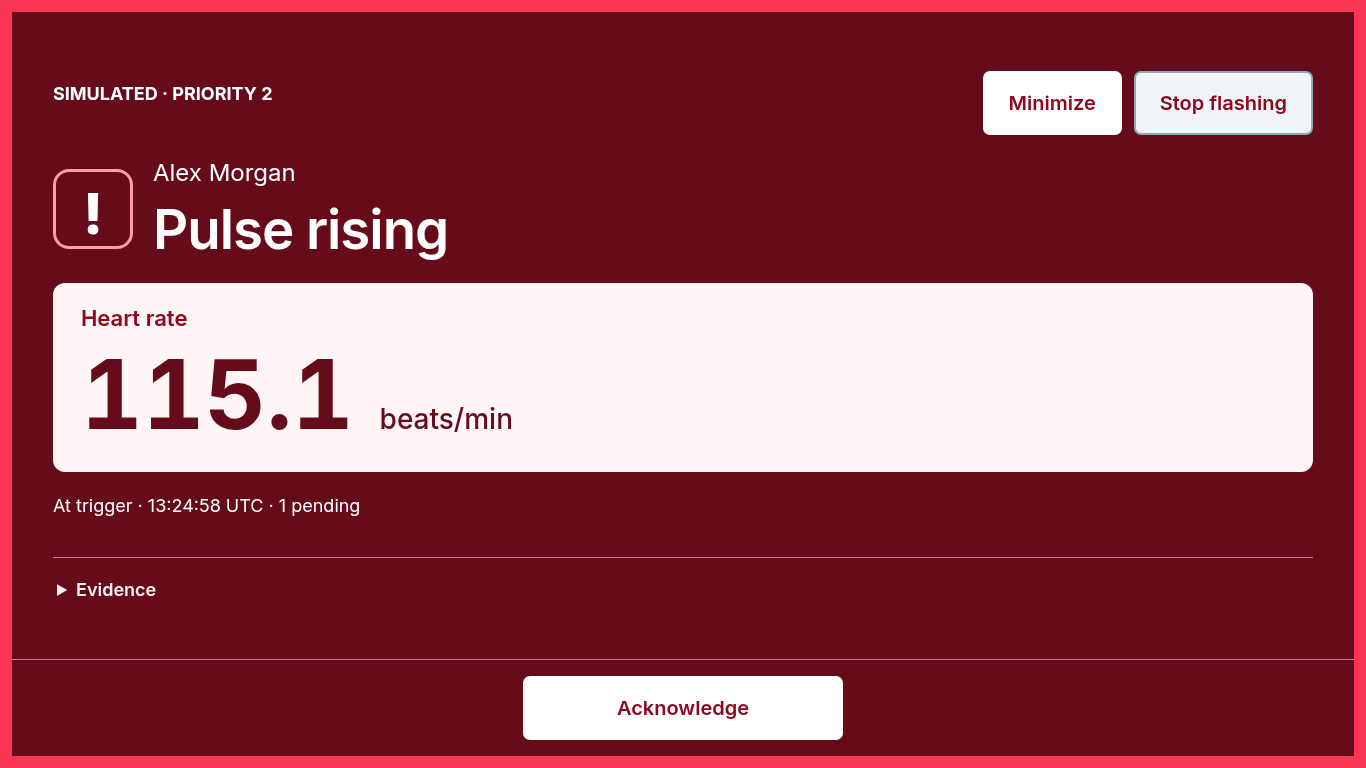 SIMULATED · PRIORITY 2
Minimize
Stop flashing
!
Alex Morgan
Pulse rising
Heart rate
115.1 beats/min
At trigger · 13:24:58 UTC · 1 pending
Evidence
Acknowledge